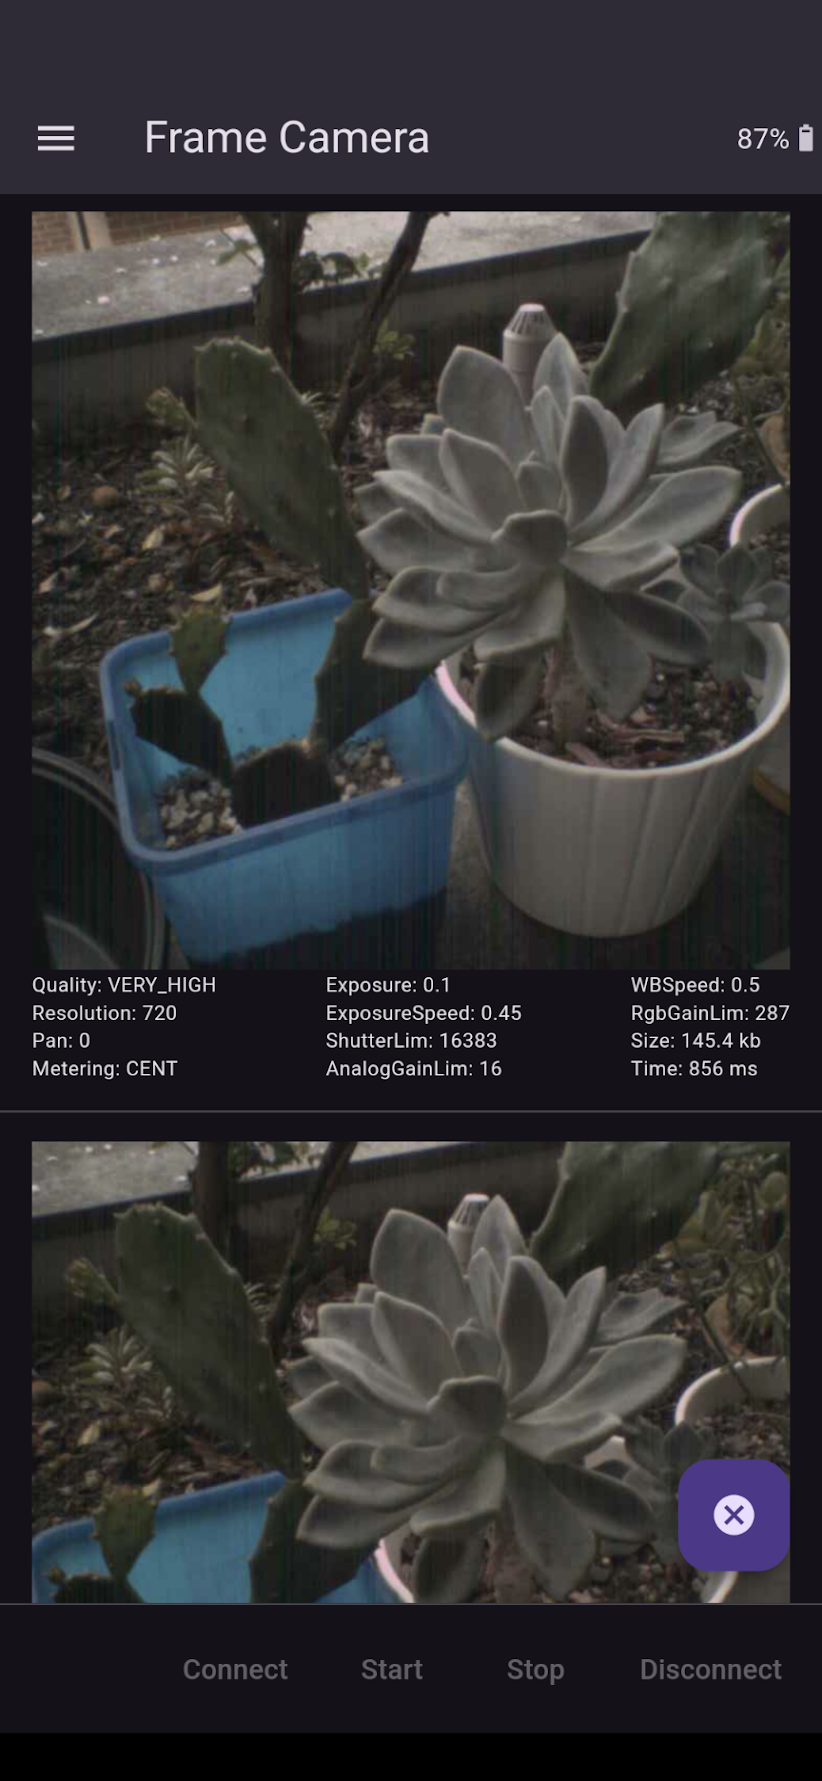 Frame Camera
87%
Quality: VERY_HIGH
Resolution: 720
Pan: 0
Metering: CENT
Exposure: 0.1
ExposureSpeed: 0.45
ShutterLim: 16383
AnalogGainLim: 16
WBSpeed: 0.5
RgbGainLim: 287
Size: 145.4 kb
Time: 856 ms
Connect
Start
Stop
Disconnect